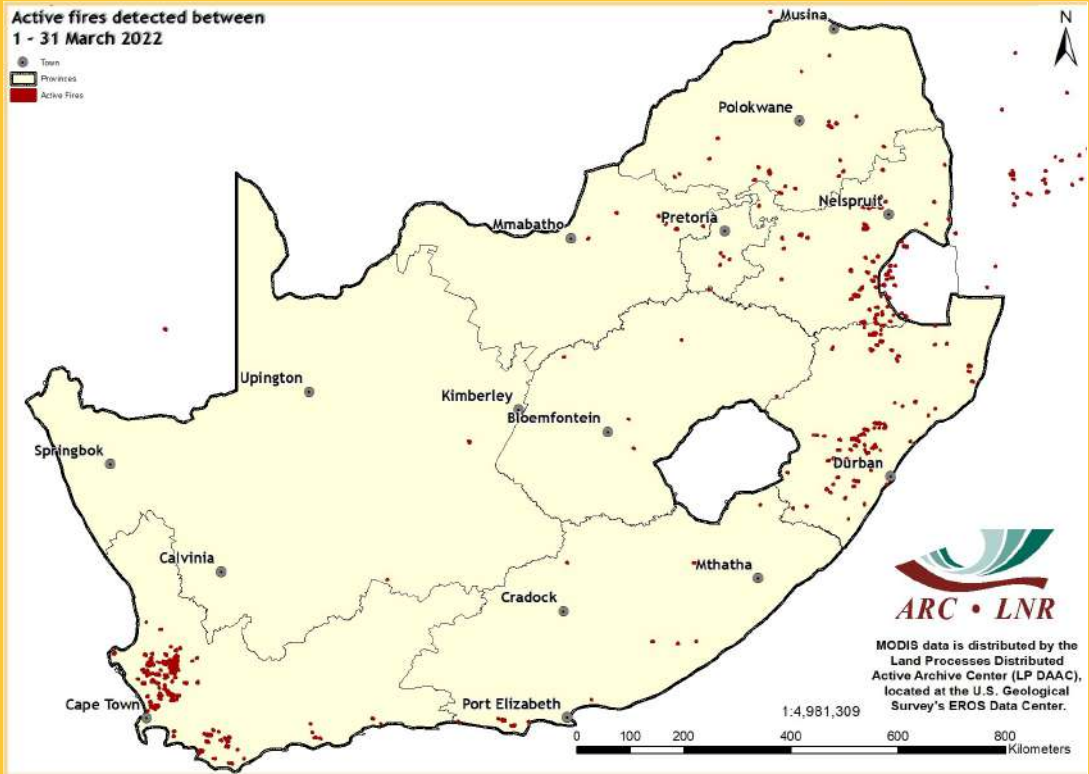 Active fires detected between
1 - 31 March 2022
Town
Provinces
Active Fires
N
Musina
Polokwane
Nelspruit
Pretoria
Mmabatho
Upington
Kimberley
Bloemfontein
Springbok
Durban
Calvinia
Mthatha
Cradock
Cape Town
Port Elizabeth
ARC • LNR
MODIS data is distributed by the
Land Processes Distributed
Active Archive Center (LP DAAC),
located at the U.S. Geological
Survey's EROS Data Center.
1:4,981,309
0 100 200 400 600 800
Kilometers